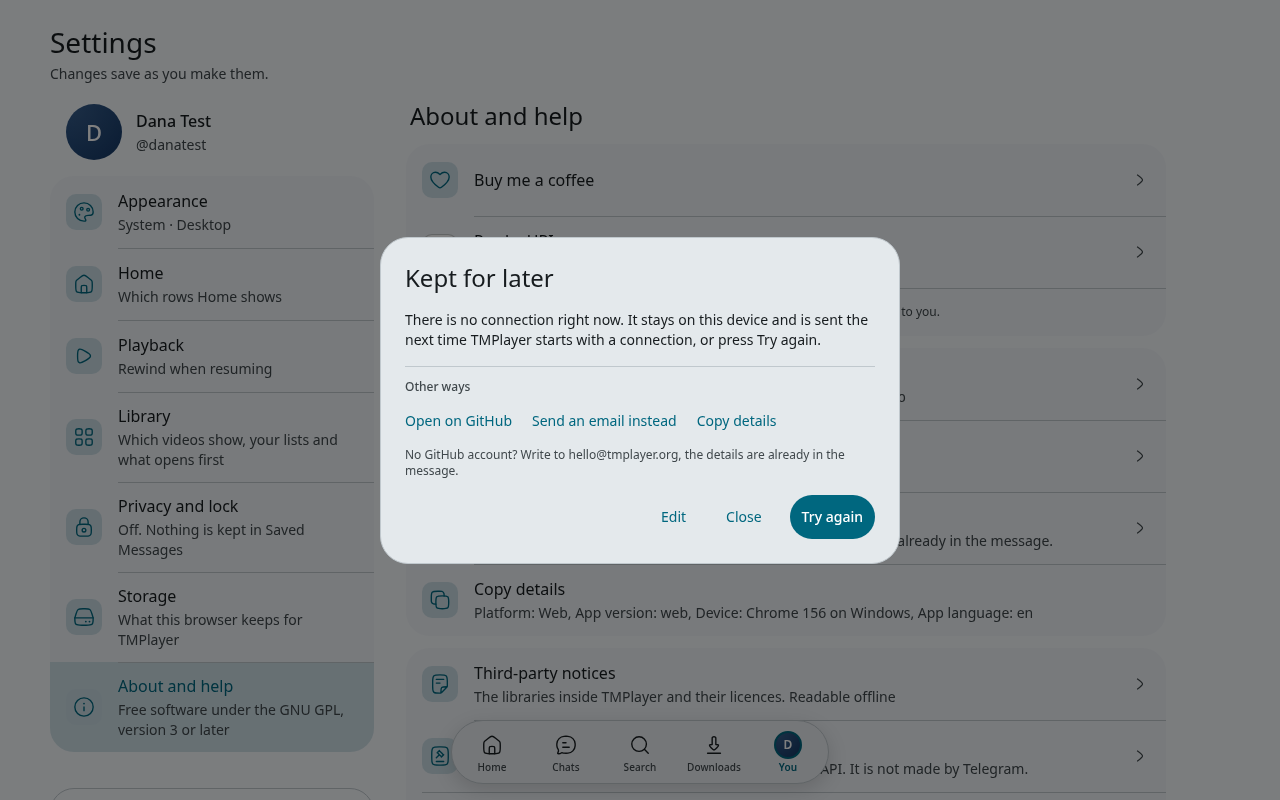 Settings
Changes save as you make them.
D
Dana Test
@danatest
Appearance
System · Desktop
Home
Which rows Home shows
Playback
Rewind when resuming
Library
Which videos show, your lists and
what opens first
Privacy and lock
Off. Nothing is kept in Saved
Messages
Storage
What this browser keeps for
TMPlayer
About and help
Free software under the GNU GPL,
version 3 or later
About and help
Buy me a coffee
to you.
Kept for later
There is no connection right now. It stays on this device and is sent the
next time TMPlayer starts with a connection, or press Try again.
Other ways
Open on GitHub Send an email instead Copy details
No GitHub account? Write to hello@tmplayer.org, the details are already in the
message.
Edit Close Try again
already in the message.
Copy details
Platform: Web, App version: web, Device: Chrome 156 on Windows, App language: en
Third-party notices
The libraries inside TMPlayer and their licences. Readable offline
API. It is not made by Telegram.
D
Home Chats Search Downloads You